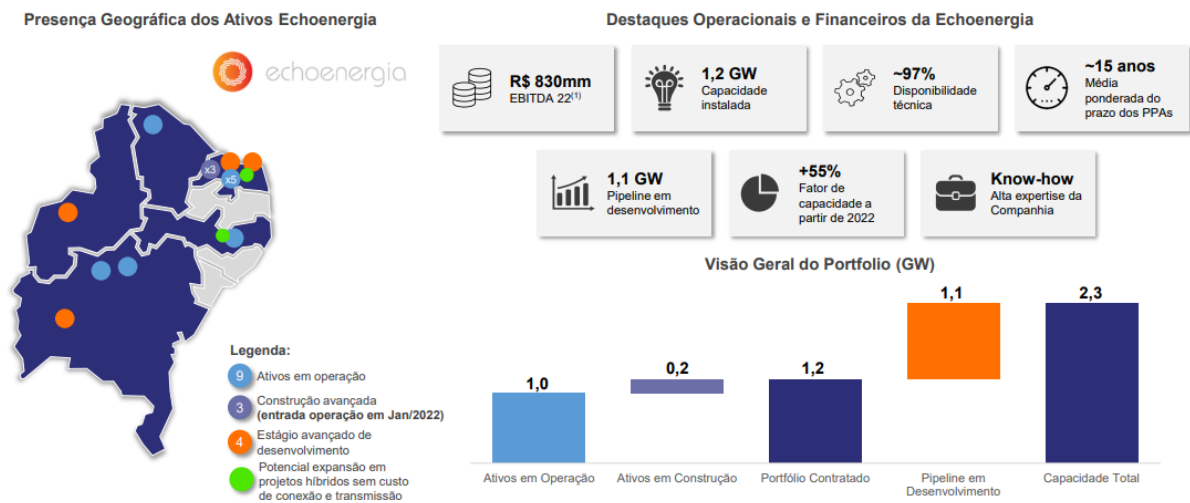 Presença Geográfica dos Ativos Echoenergia
echoenergia
x3
x5
Legenda:
9 Ativos em operação
3 Construção avançada
(entrada operação em Jan/2022)
4 Estágio avançado de
desenvolvimento
Potencial expansão em
projetos híbridos sem custo
de conexão e transmissão
Destaques Operacionais e Financeiros da Echoenergia
R$ 830mm
EBITDA 22(1)
1,2 GW
Capacidade
instalada
~97%
Disponibilidade
técnica
~15 anos
Média
ponderada do
prazo dos PPAs
1,1 GW
Pipeline em
desenvolvimento
+55%
Fator de
capacidade a
partir de 2022
Know-how
Alta expertise da
Companhia
Visão Geral do Portfolio (GW)
1,0
0,2
1,2
1,1
2,3
Ativos em Operação
Ativos em Construção
Portfólio Contratado
Pipeline em
Desenvolvimento
Capacidade Total